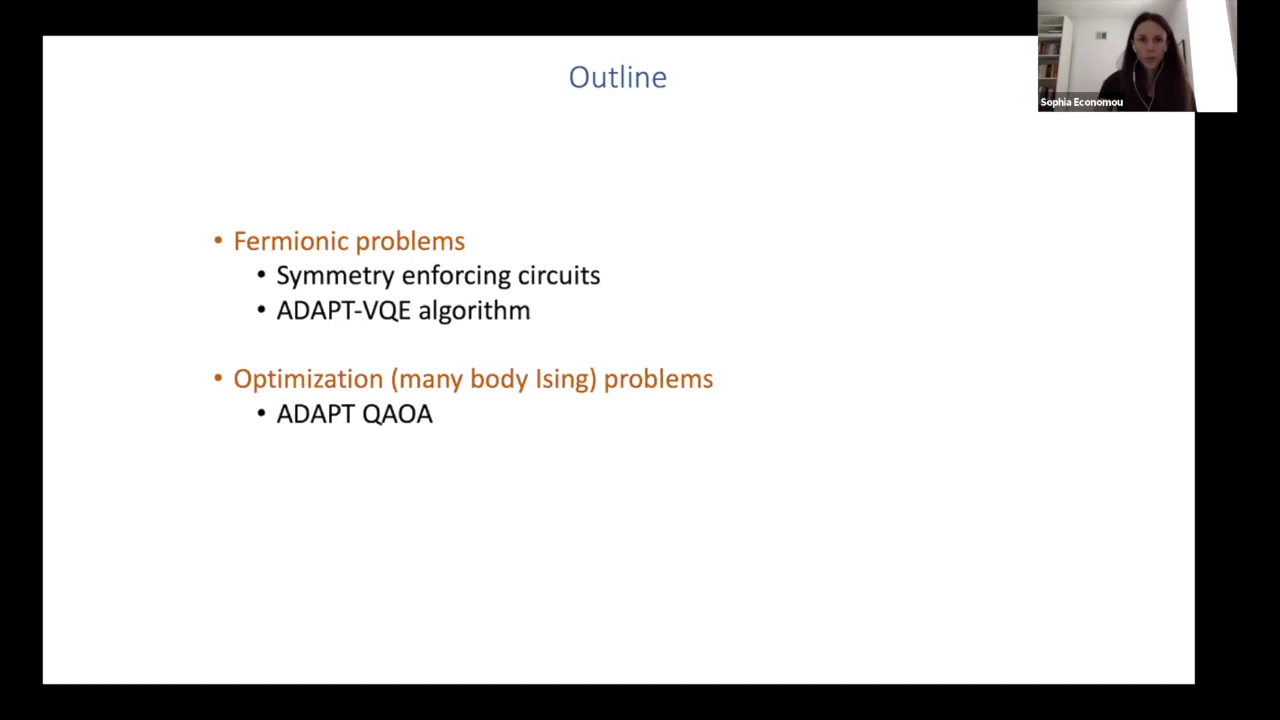 Outline
Sophia Economou
• Fermionic problems
• Symmetry enforcing circuits
• ADAPT-VQE algorithm
• Optimization (many body Ising) problems
• ADAPT QAOA